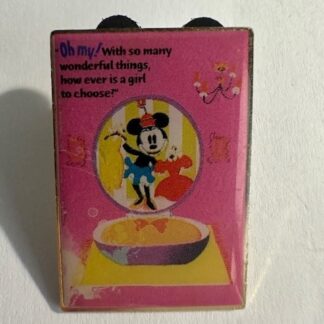 "Oh my! With so many
wonderful things,
how ever is a girl
to choose?"